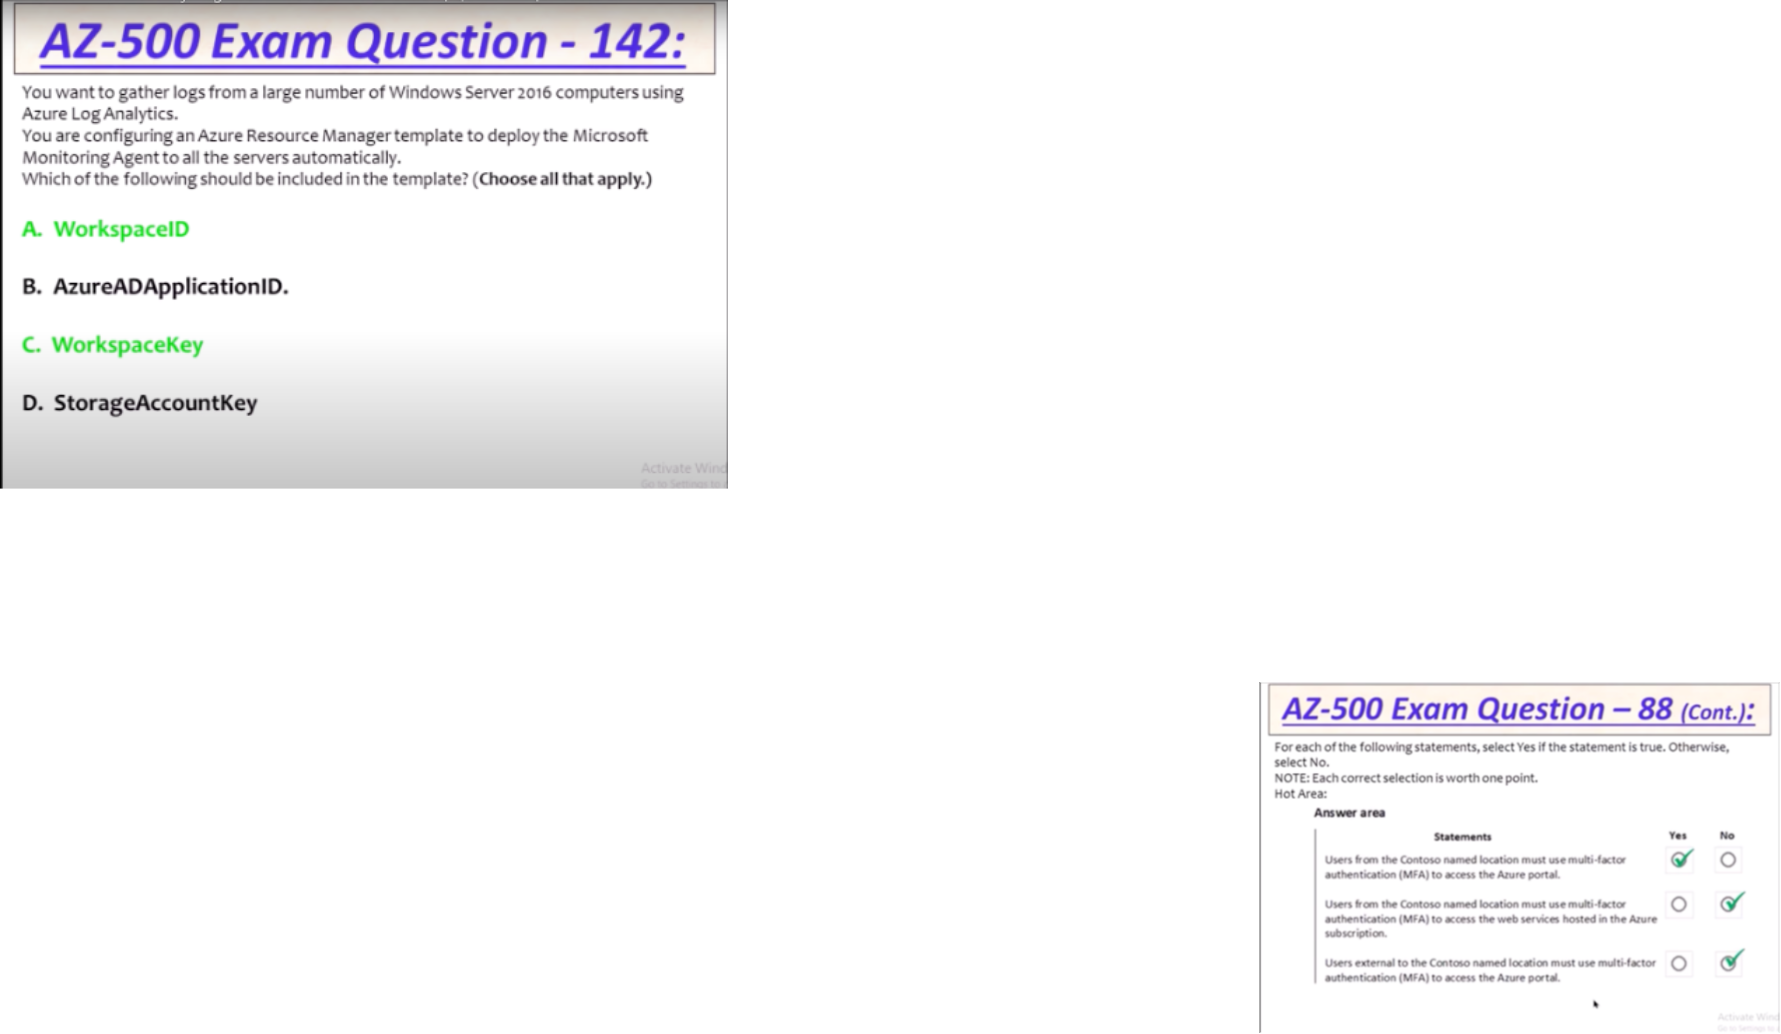 AZ-500 Exam Question - 142:
You want to gather logs from a large number of Windows Server 2016 computers using
Azure Log Analytics.
You are configuring an Azure Resource Manager template to deploy the Microsoft
Monitoring Agent to all the servers automatically.
Which of the following should be included in the template? (Choose all that apply.)
A. WorkspaceID
B. AzureADApplicationID.
C. WorkspaceKey
D. StorageAccountKey
Activate Wind
Go to Settings to
AZ-500 Exam Question – 88 (Cont.):
For each of the following statements, select Yes if the statement is true. Otherwise,
select No.
NOTE: Each correct selection is worth one point.
Hot Area:
Answer area
Statements Yes No
Users from the Contoso named location must use multi-factor
authentication (MFA) to access the Azure portal.
Users from the Contoso named location must use multi-factor
authentication (MFA) to access the web services hosted in the Azure
subscription.
Users external to the Contoso named location must use multi-factor
authentication (MFA) to access the Azure portal.
Activate Wind
Go to Settings to